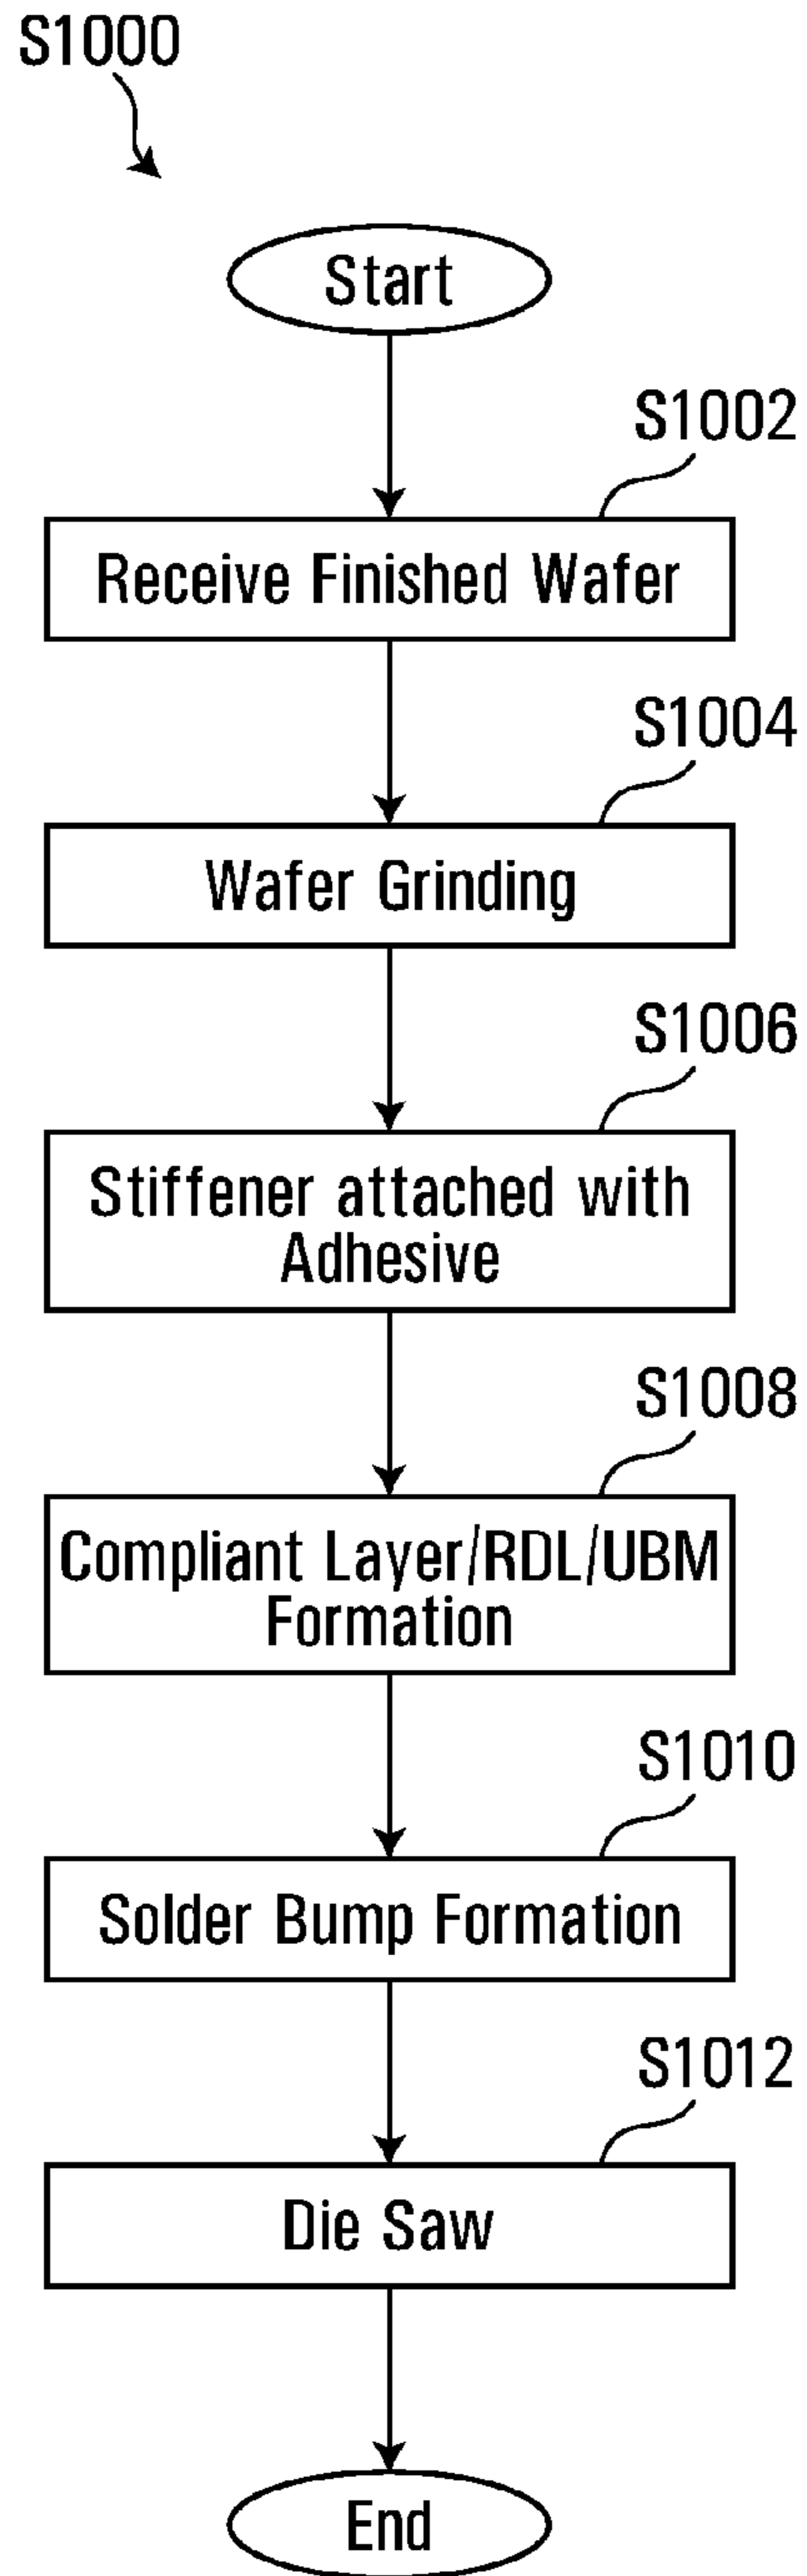 S1000
Start
S1002
Receive Finished Wafer
S1004
Wafer Grinding
S1006
Stiffener attached with
Adhesive
S1008
Compliant Layer/RDL/UBM
Formation
S1010
Solder Bump Formation
S1012
Die Saw
End